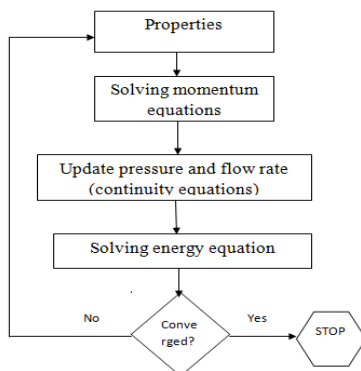 Properties
Solving momentum
equations
Update pressure and flow rate
(continuity equations)
Solving energy equation
No
Conve
rged?
Yes
STOP